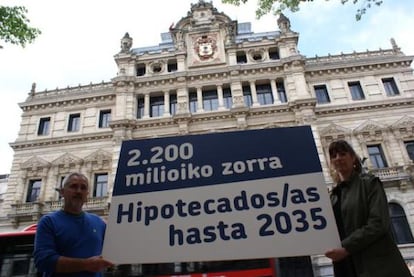 2.200
milioiko zorra
Hipotecados/as
hasta 2035